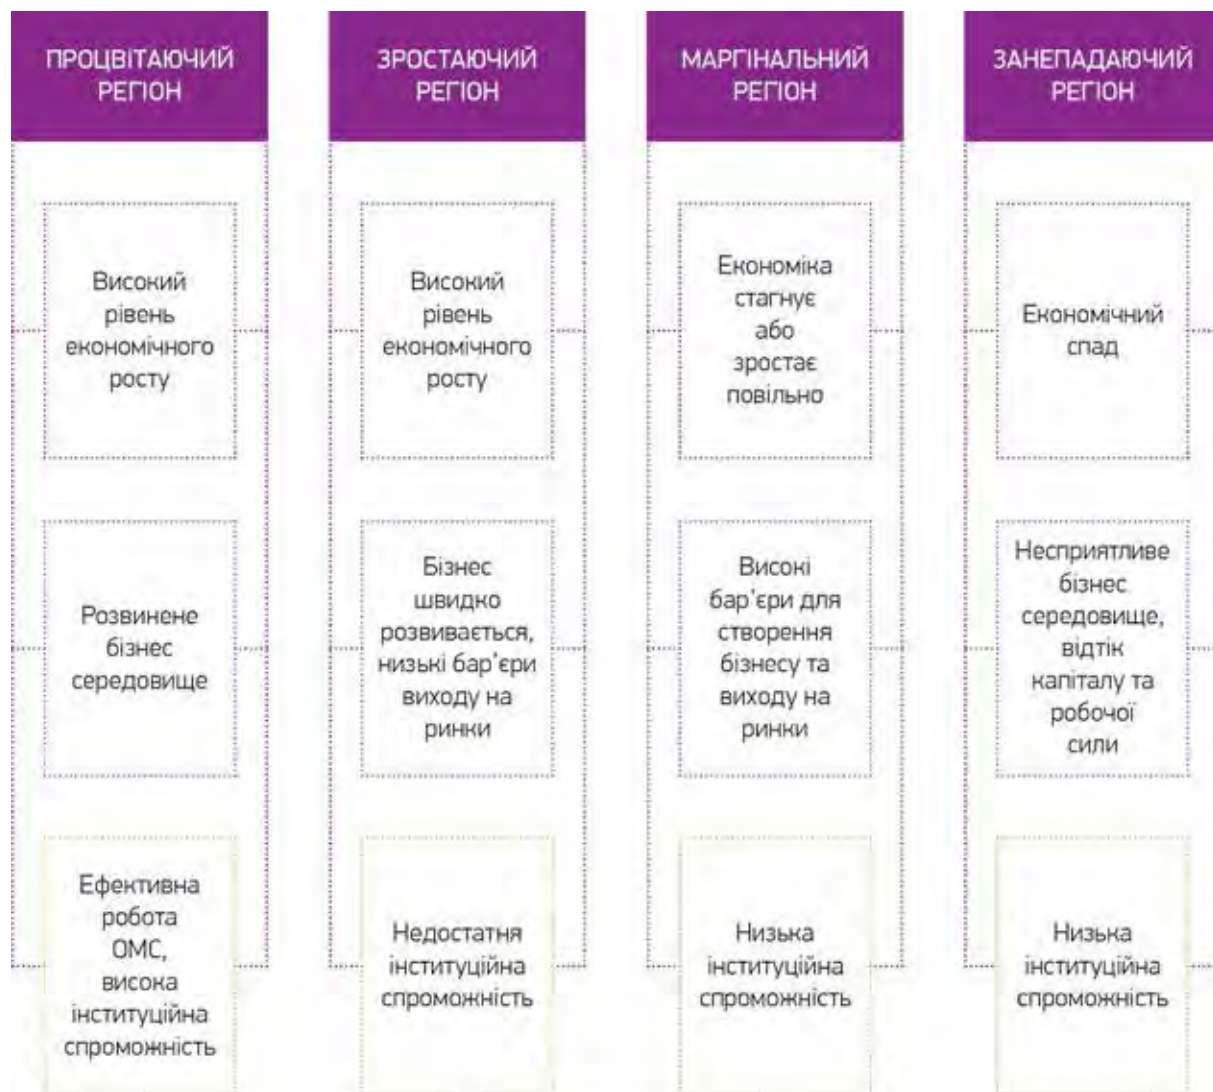 ПРОЦВІТАЮЧИЙ
РЕГІОН
Високий
рівень
економічного
росту
Розвинене
бізнес
середовище
Ефективна
робота
ОМС,
висока
інституційна
спроможність
ЗРОСТАЮЧИЙ
РЕГІОН
Високий
рівень
економічного
росту
Бізнес
швидко
розвивається,
низькі бар'єри
виходу на
ринки
Недостатня
інституційна
спроможність
МАРГІНАЛЬНИЙ
РЕГІОН
Економіка
стагнує
або
зростає
повільно
Високі
бар'єри для
створення
бізнесу та
виходу на
ринки
Низька
інституційна
спроможність
ЗАНЕПАДАЮЧИЙ
РЕГІОН
Економічний
спад
Несприятливе
бізнес
середовище,
відтік
капіталу та
робочої
сили
Низька
інституційна
спроможність